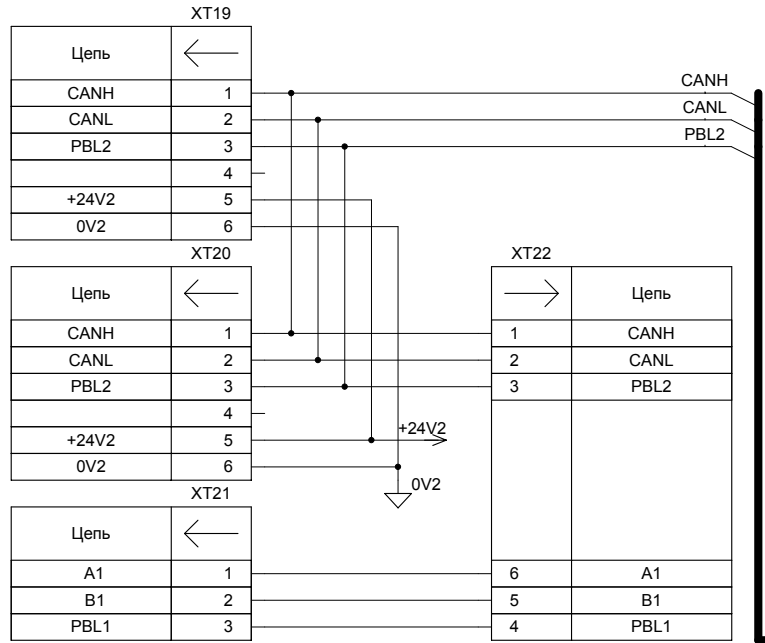 XT19
Цепь
CANH 1
CANL 2
PBL2 3
4
+24V2 5
0V2 6
CANH
CANL
PBL2
XT20
Цепь
CANH 1
CANL 2
PBL2 3
4
+24V2 5
0V2 6
+24V2
0V2
XT22
Цепь
1 CANH
2 CANL
3 PBL2
6 A1
5 B1
4 PBL1
XT21
Цепь
A1 1
B1 2
PBL1 3